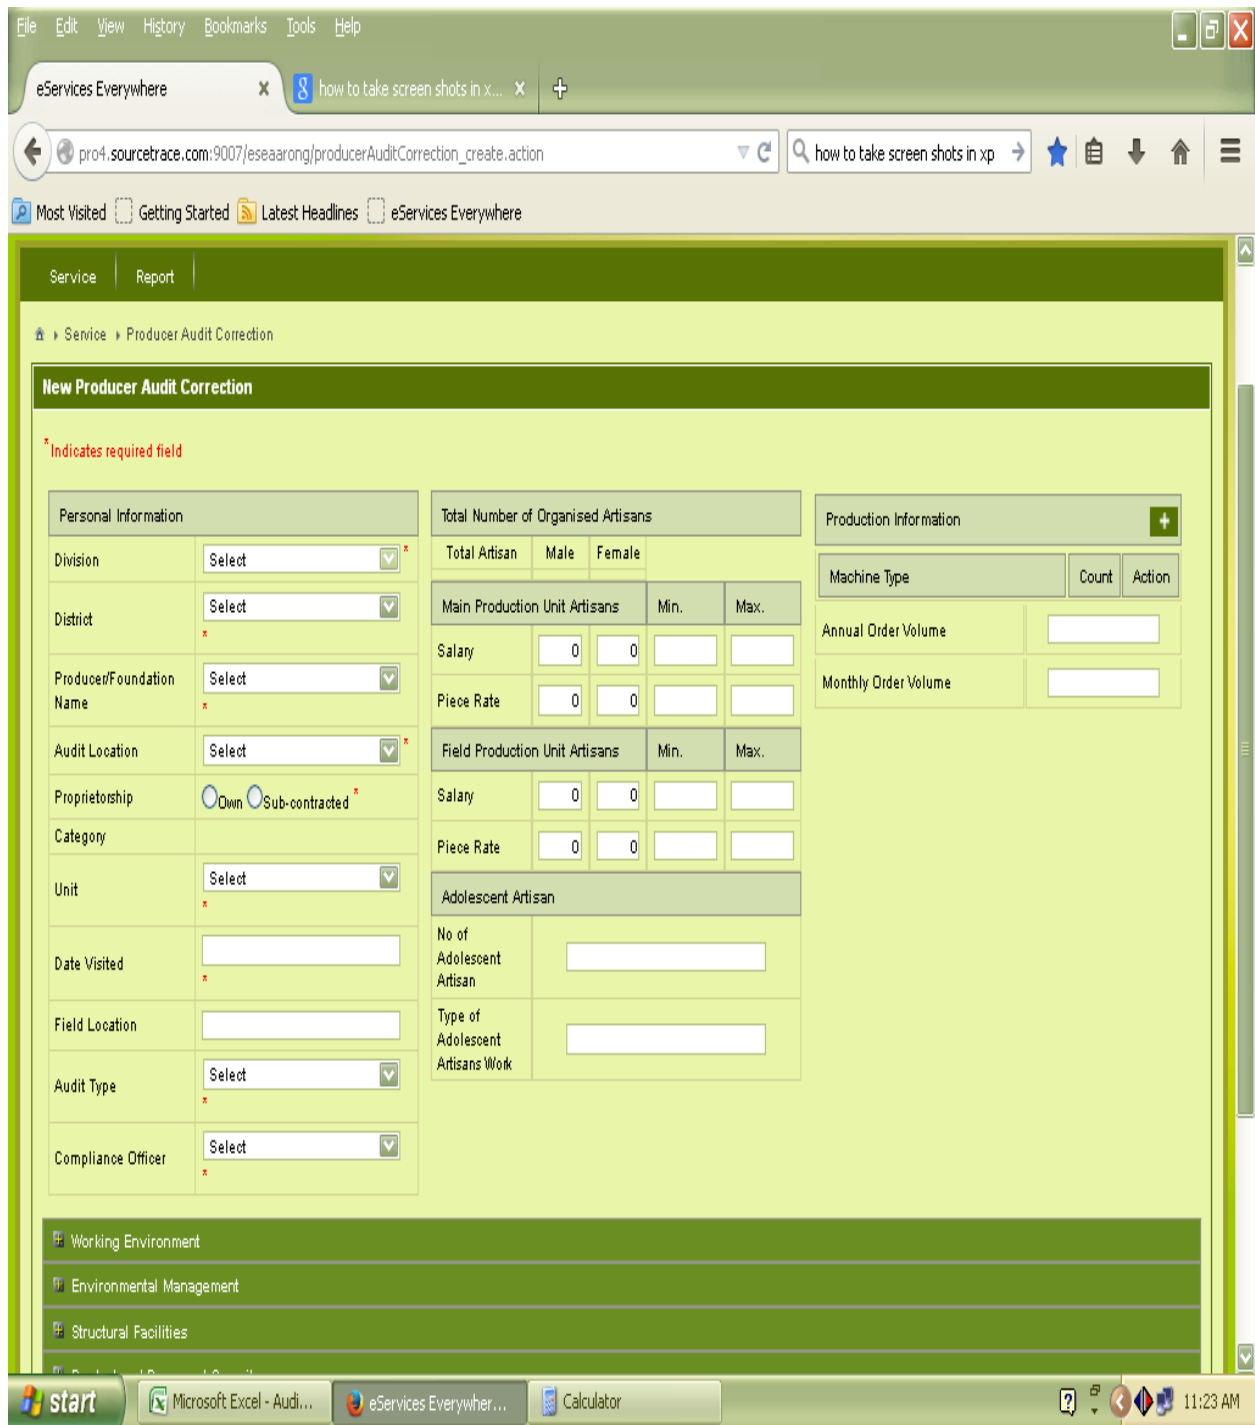 File Edit View History Bookmarks Tools Help
eServices Everywhere
how to take screen shots in x...
pro4.sourcetrace.com:9007/eseaarong/producerAuditCorrection_create.action
how to take screen shots in xp
Most Visited Getting Started Latest Headlines eServices Everywhere
Service Report
Service Producer Audit Correction
New Producer Audit Correction
*Indicates required field
Personal Information
Division Select *
District Select
*
Producer/Foundation Name Select
*
Audit Location Select *
Proprietorship Own Sub-contracted *
Category
Unit Select
*
Date Visited
*
Field Location
Audit Type Select
*
Compliance Officer Select
*
Total Number of Organised Artisans
Total Artisan Male Female
Main Production Unit Artisans Min. Max.
Salary 0 0
Piece Rate 0 0
Field Production Unit Artisans Min. Max.
Salary 0 0
Piece Rate 0 0
Adolescent Artisan
No of
Adolescent
Artisan
Type of
Adolescent
Artisans Work
Production Information
Machine Type Count Action
Annual Order Volume
Monthly Order Volume
Working Environment
Environmental Management
Structural Facilities
start Microsoft Excel - Audi... eServices Everywher... Calculator 11:23 AM